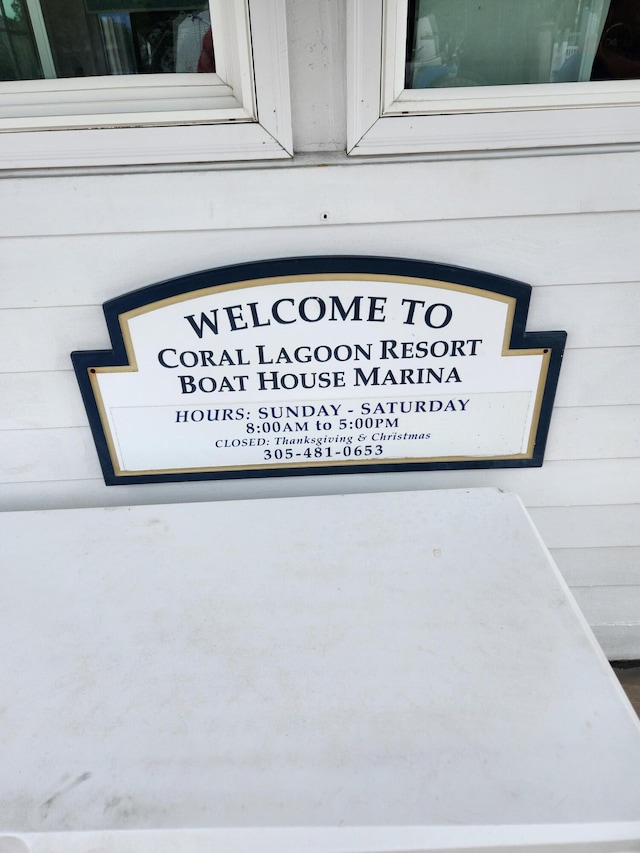 WELCOME TO
CORAL LAGOON RESORT
BOAT HOUSE MARINA
HOURS: SUNDAY - SATURDAY
8:00AM to 5:00PM
CLOSED: Thanksgiving & Christmas
305-481-0653